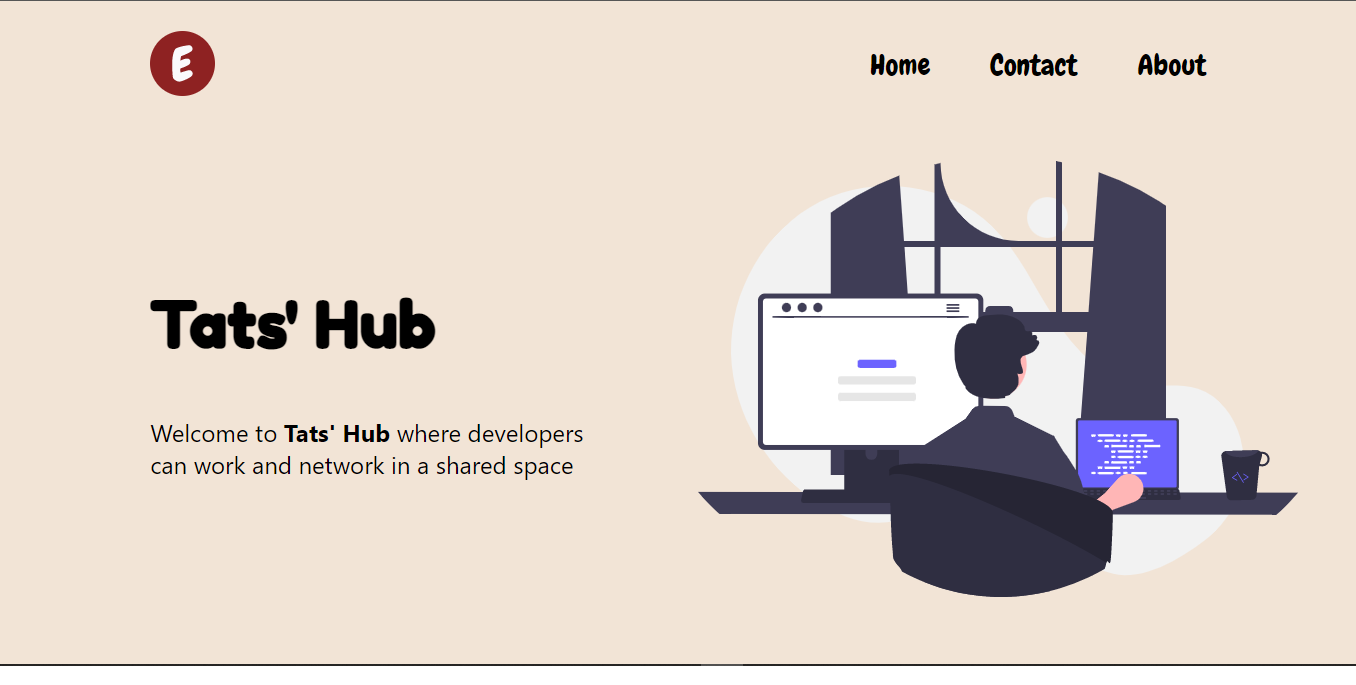 E
Home Contact About
Tats' Hub
Welcome to Tats' Hub where developers
can work and network in a shared space
</>